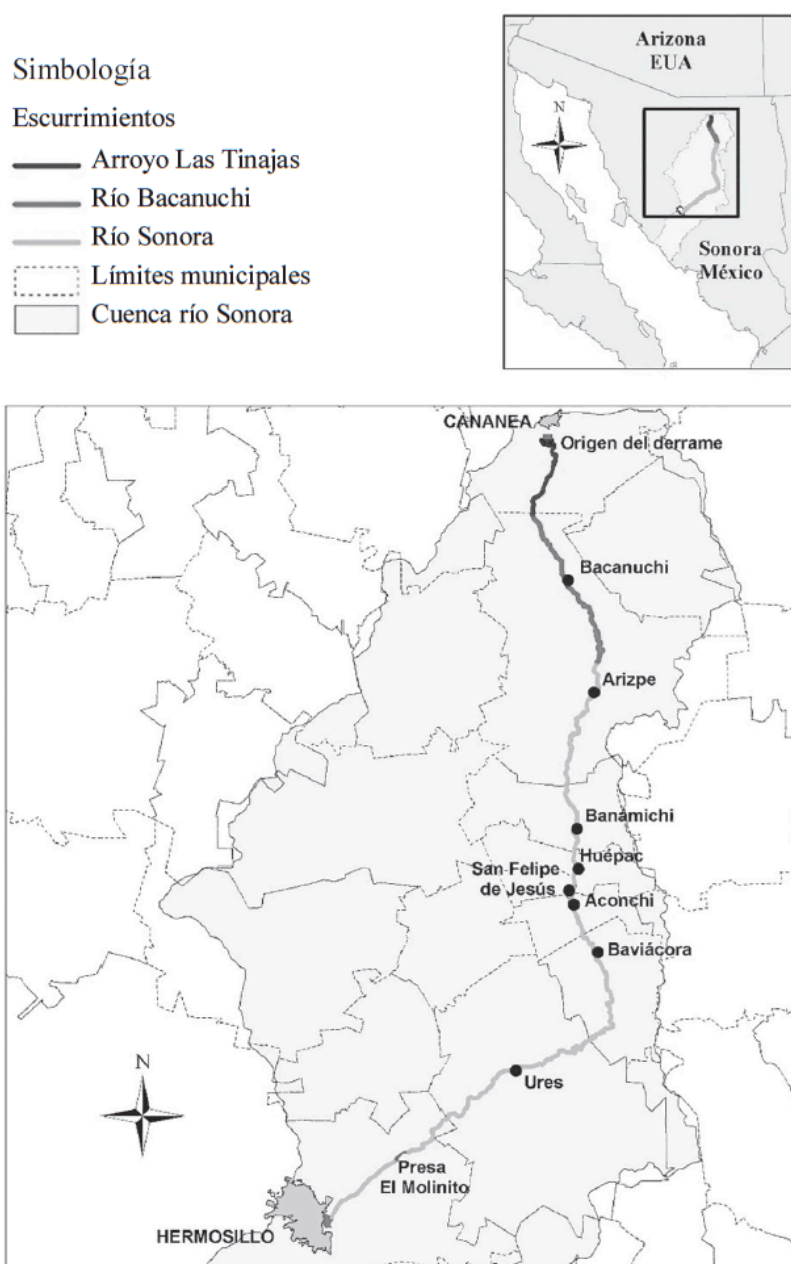 Simbología
Escurrimientos
Arroyo Las Tinajas
Río Bacanuchi
Río Sonora
Límites municipales
Cuenca río Sonora
Arizona
EUA
N
Sonora
México
CANANEA
Origen del derrame
Bacanuchi
Arizpe
Banámichi
Huépac
San Felipe
de Jesús
Aconchi
Baviácora
N
Ures
Presa
El Molinito
HERMOSILLO